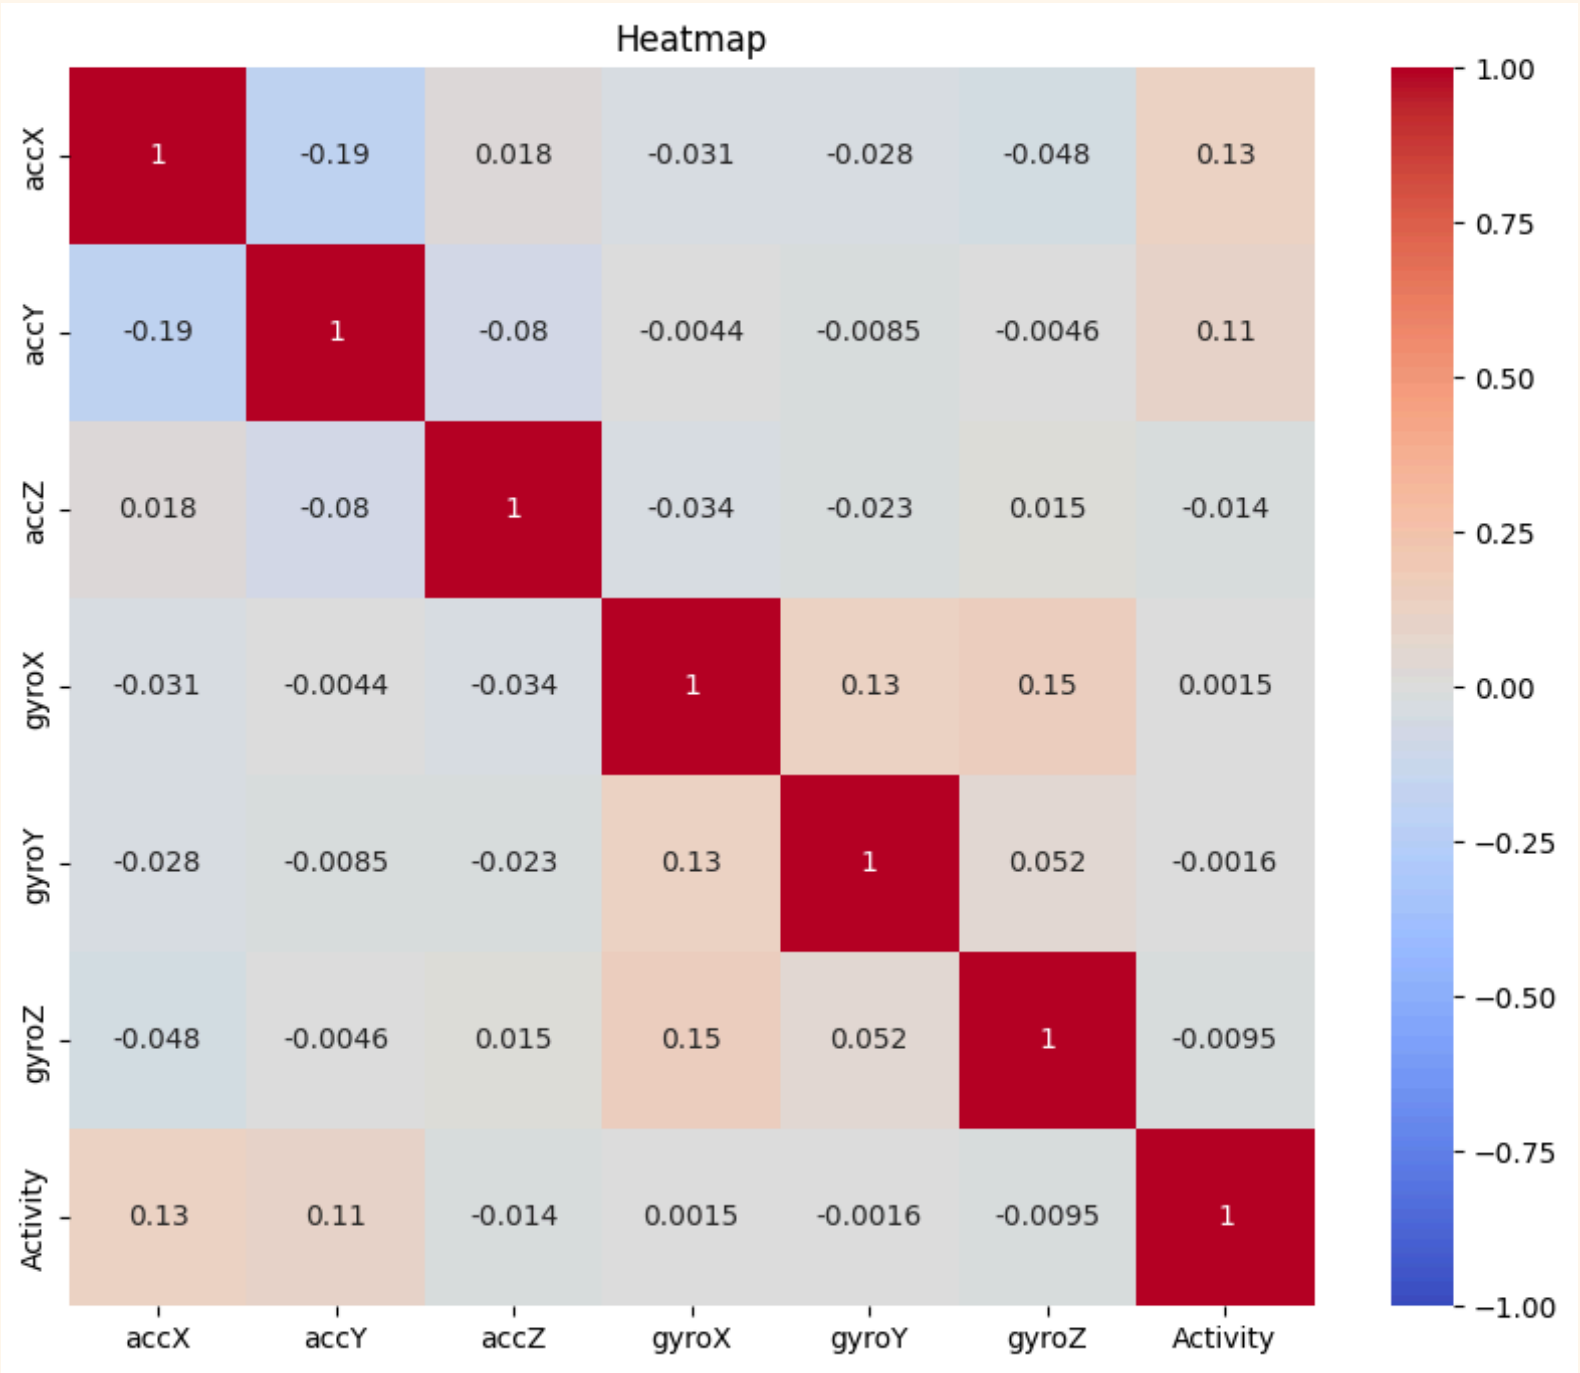 Heatmap
accX 1 -0.19 0.018 -0.031 -0.028 -0.048 0.13
accY -0.19 1 -0.08 -0.0044 -0.0085 -0.0046 0.11
accZ 0.018 -0.08 1 -0.034 -0.023 0.015 -0.014
gyroX -0.031 -0.0044 -0.034 1 0.13 0.15 0.0015
gyroY -0.028 -0.0085 -0.023 0.13 1 0.052 -0.0016
gyroZ -0.048 -0.0046 0.015 0.15 0.052 1 -0.0095
Activity 0.13 0.11 -0.014 0.0015 -0.0016 -0.0095 1
accX accY accZ gyroX gyroY gyroZ Activity
1.00
0.75
0.50
0.25
0.00
−0.25
−0.50
−0.75
−1.00